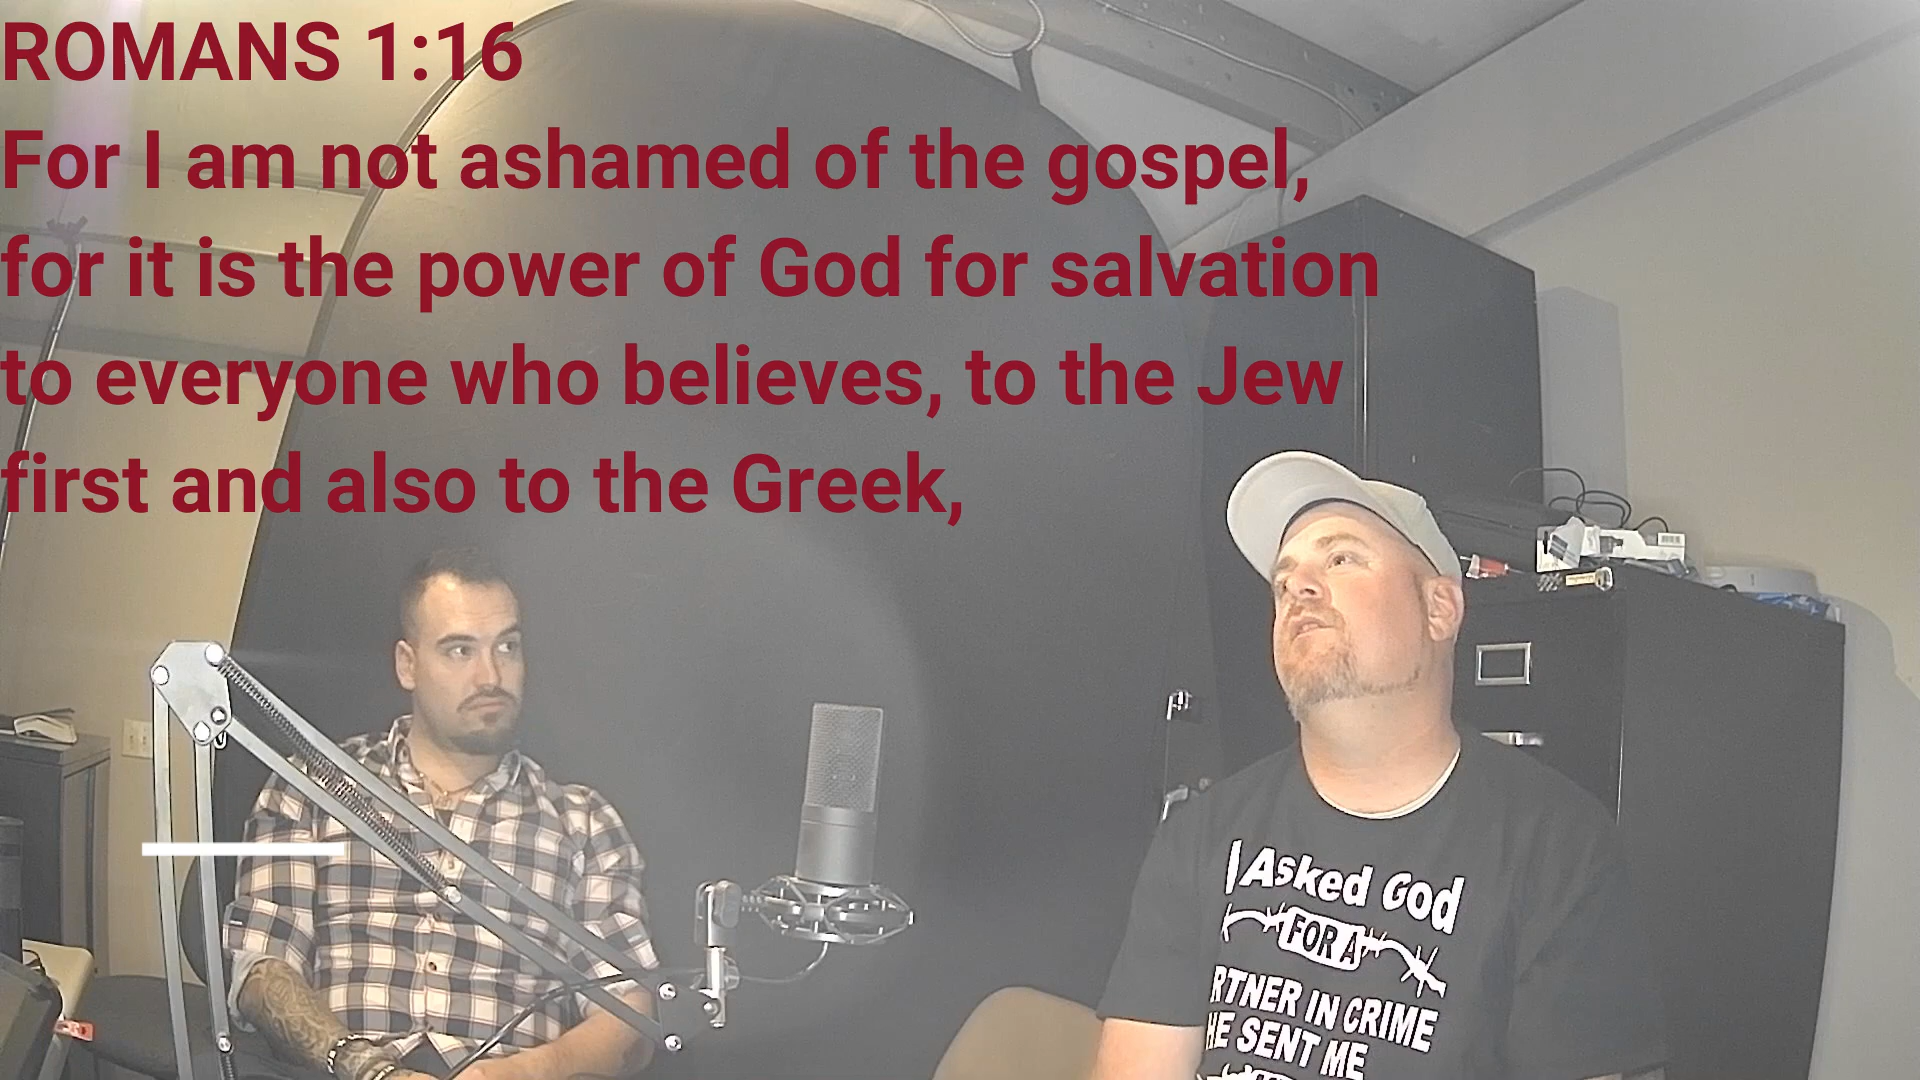 ROMANS 1:16
For I am not ashamed of the gospel,
for it is the power of God for salvation
to everyone who believes, to the Jew
first and also to the Greek,
I Asked God
FOR A
RTNER IN CRIME
HE SENT ME